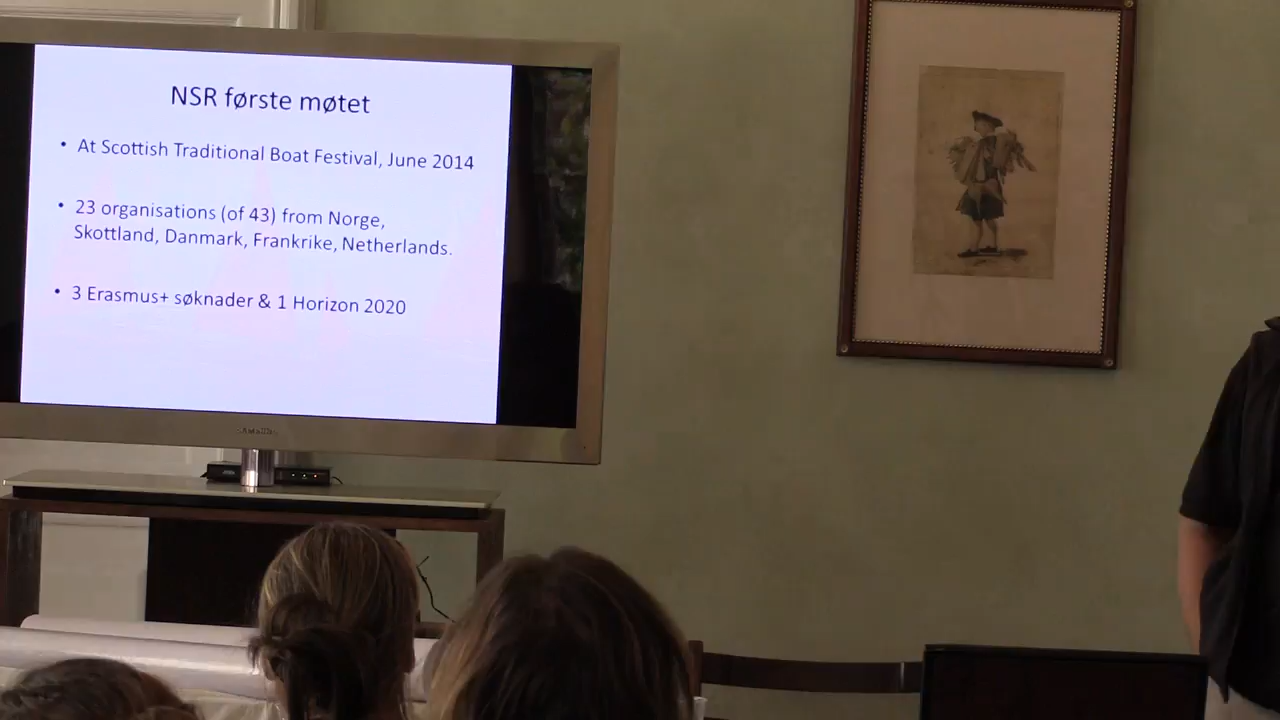 NSR første møtet
• At Scottish Traditional Boat Festival, June 2014
• 23 organisations (of 43) from Norge,
Skottland, Danmark, Frankrike, Netherlands.
• 3 Erasmus+ søknader & 1 Horizon 2020